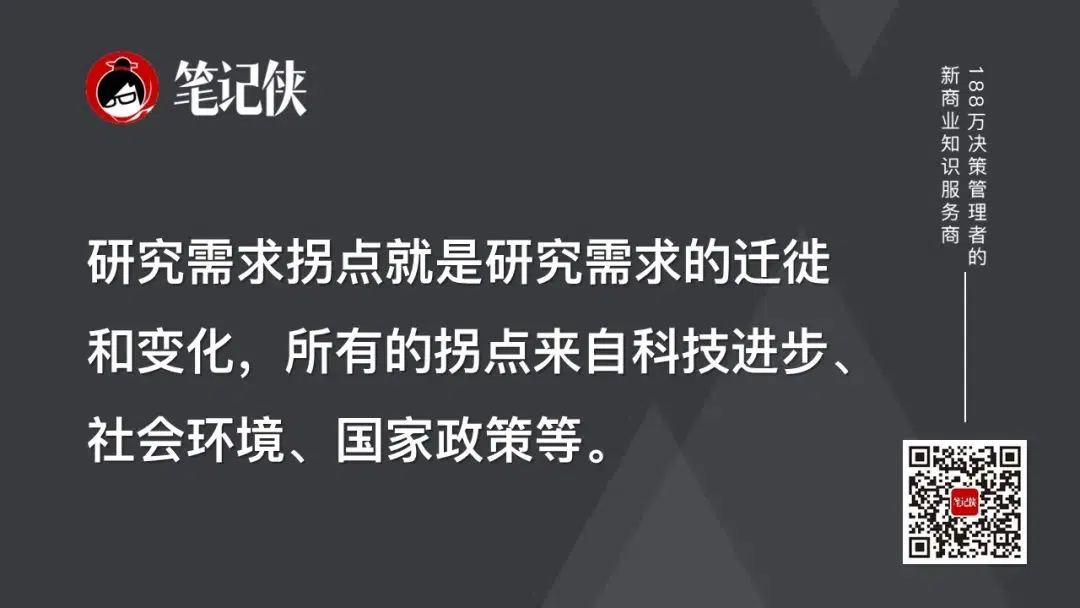 笔记侠
188万决策管理者的
新商业知识服务商
研究需求拐点就是研究需求的迁徙
和变化，所有的拐点来自科技进步、
社会环境、国家政策等。
笔记侠